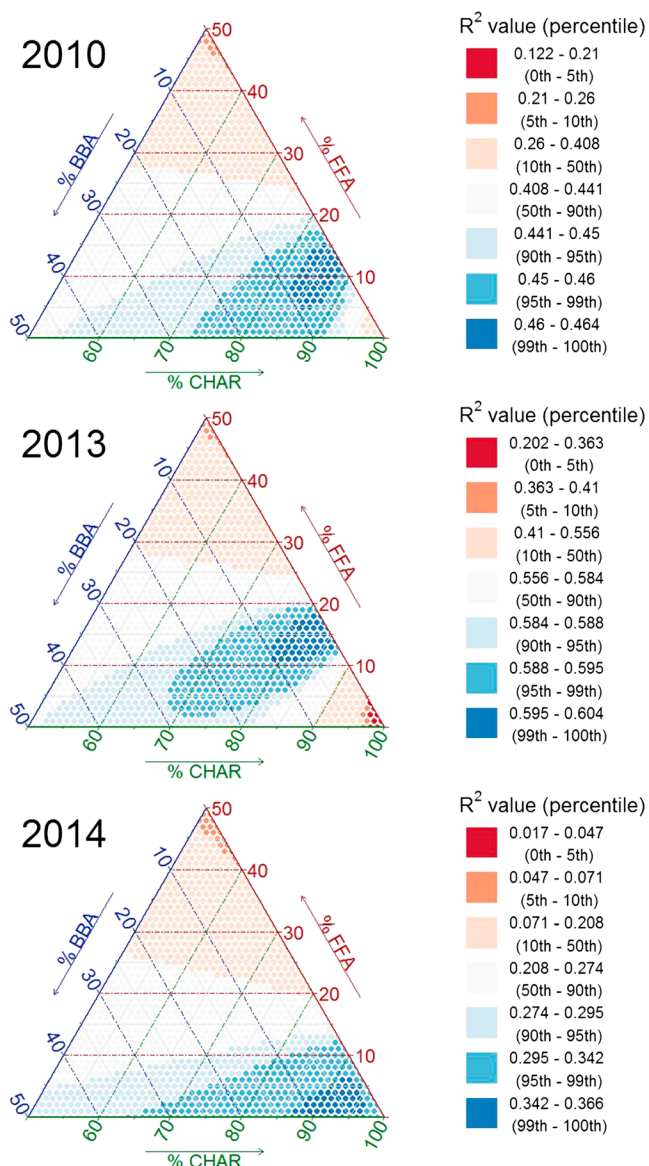 2010
50
40
30
20
10
10
20
30
40
50
60
70
80
90
100
% BBA
% FFA
% CHAR
R² value (percentile)
0.122 - 0.21
(0th - 5th)
0.21 - 0.26
(5th - 10th)
0.26 - 0.408
(10th - 50th)
0.408 - 0.441
(50th - 90th)
0.441 - 0.45
(90th - 95th)
0.45 - 0.46
(95th - 99th)
0.46 - 0.464
(99th - 100th)
2013
50
40
30
20
10
10
20
30
40
50
60
70
80
90
100
% BBA
% FFA
% CHAR
R² value (percentile)
0.202 - 0.363
(0th - 5th)
0.363 - 0.41
(5th - 10th)
0.41 - 0.556
(10th - 50th)
0.556 - 0.584
(50th - 90th)
0.584 - 0.588
(90th - 95th)
0.588 - 0.595
(95th - 99th)
0.595 - 0.604
(99th - 100th)
2014
50
40
30
20
10
10
20
30
40
50
60
70
80
90
100
% BBA
% FFA
% CHAR
R² value (percentile)
0.017 - 0.047
(0th - 5th)
0.047 - 0.071
(5th - 10th)
0.071 - 0.208
(10th - 50th)
0.208 - 0.274
(50th - 90th)
0.274 - 0.295
(90th - 95th)
0.295 - 0.342
(95th - 99th)
0.342 - 0.366
(99th - 100th)